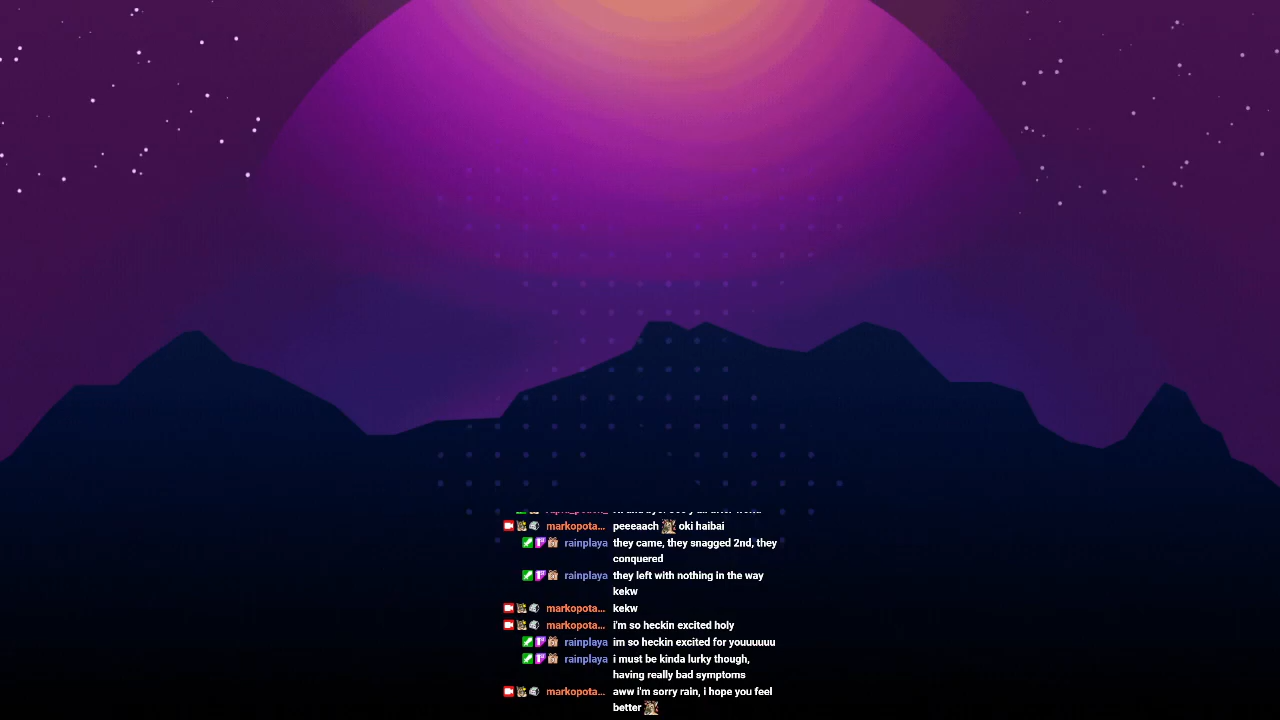 markopota... peeeaach oki haibai
rainplaya they came, they snagged 2nd, they
conquered
rainplaya they left with nothing in the way
kekw
markopota... kekw
markopota... i'm so heckin excited holy
rainplaya im so heckin excited for youuuuuu
rainplaya i must be kinda lurky though,
having really bad symptoms
markopota... aww i'm sorry rain, i hope you feel
better